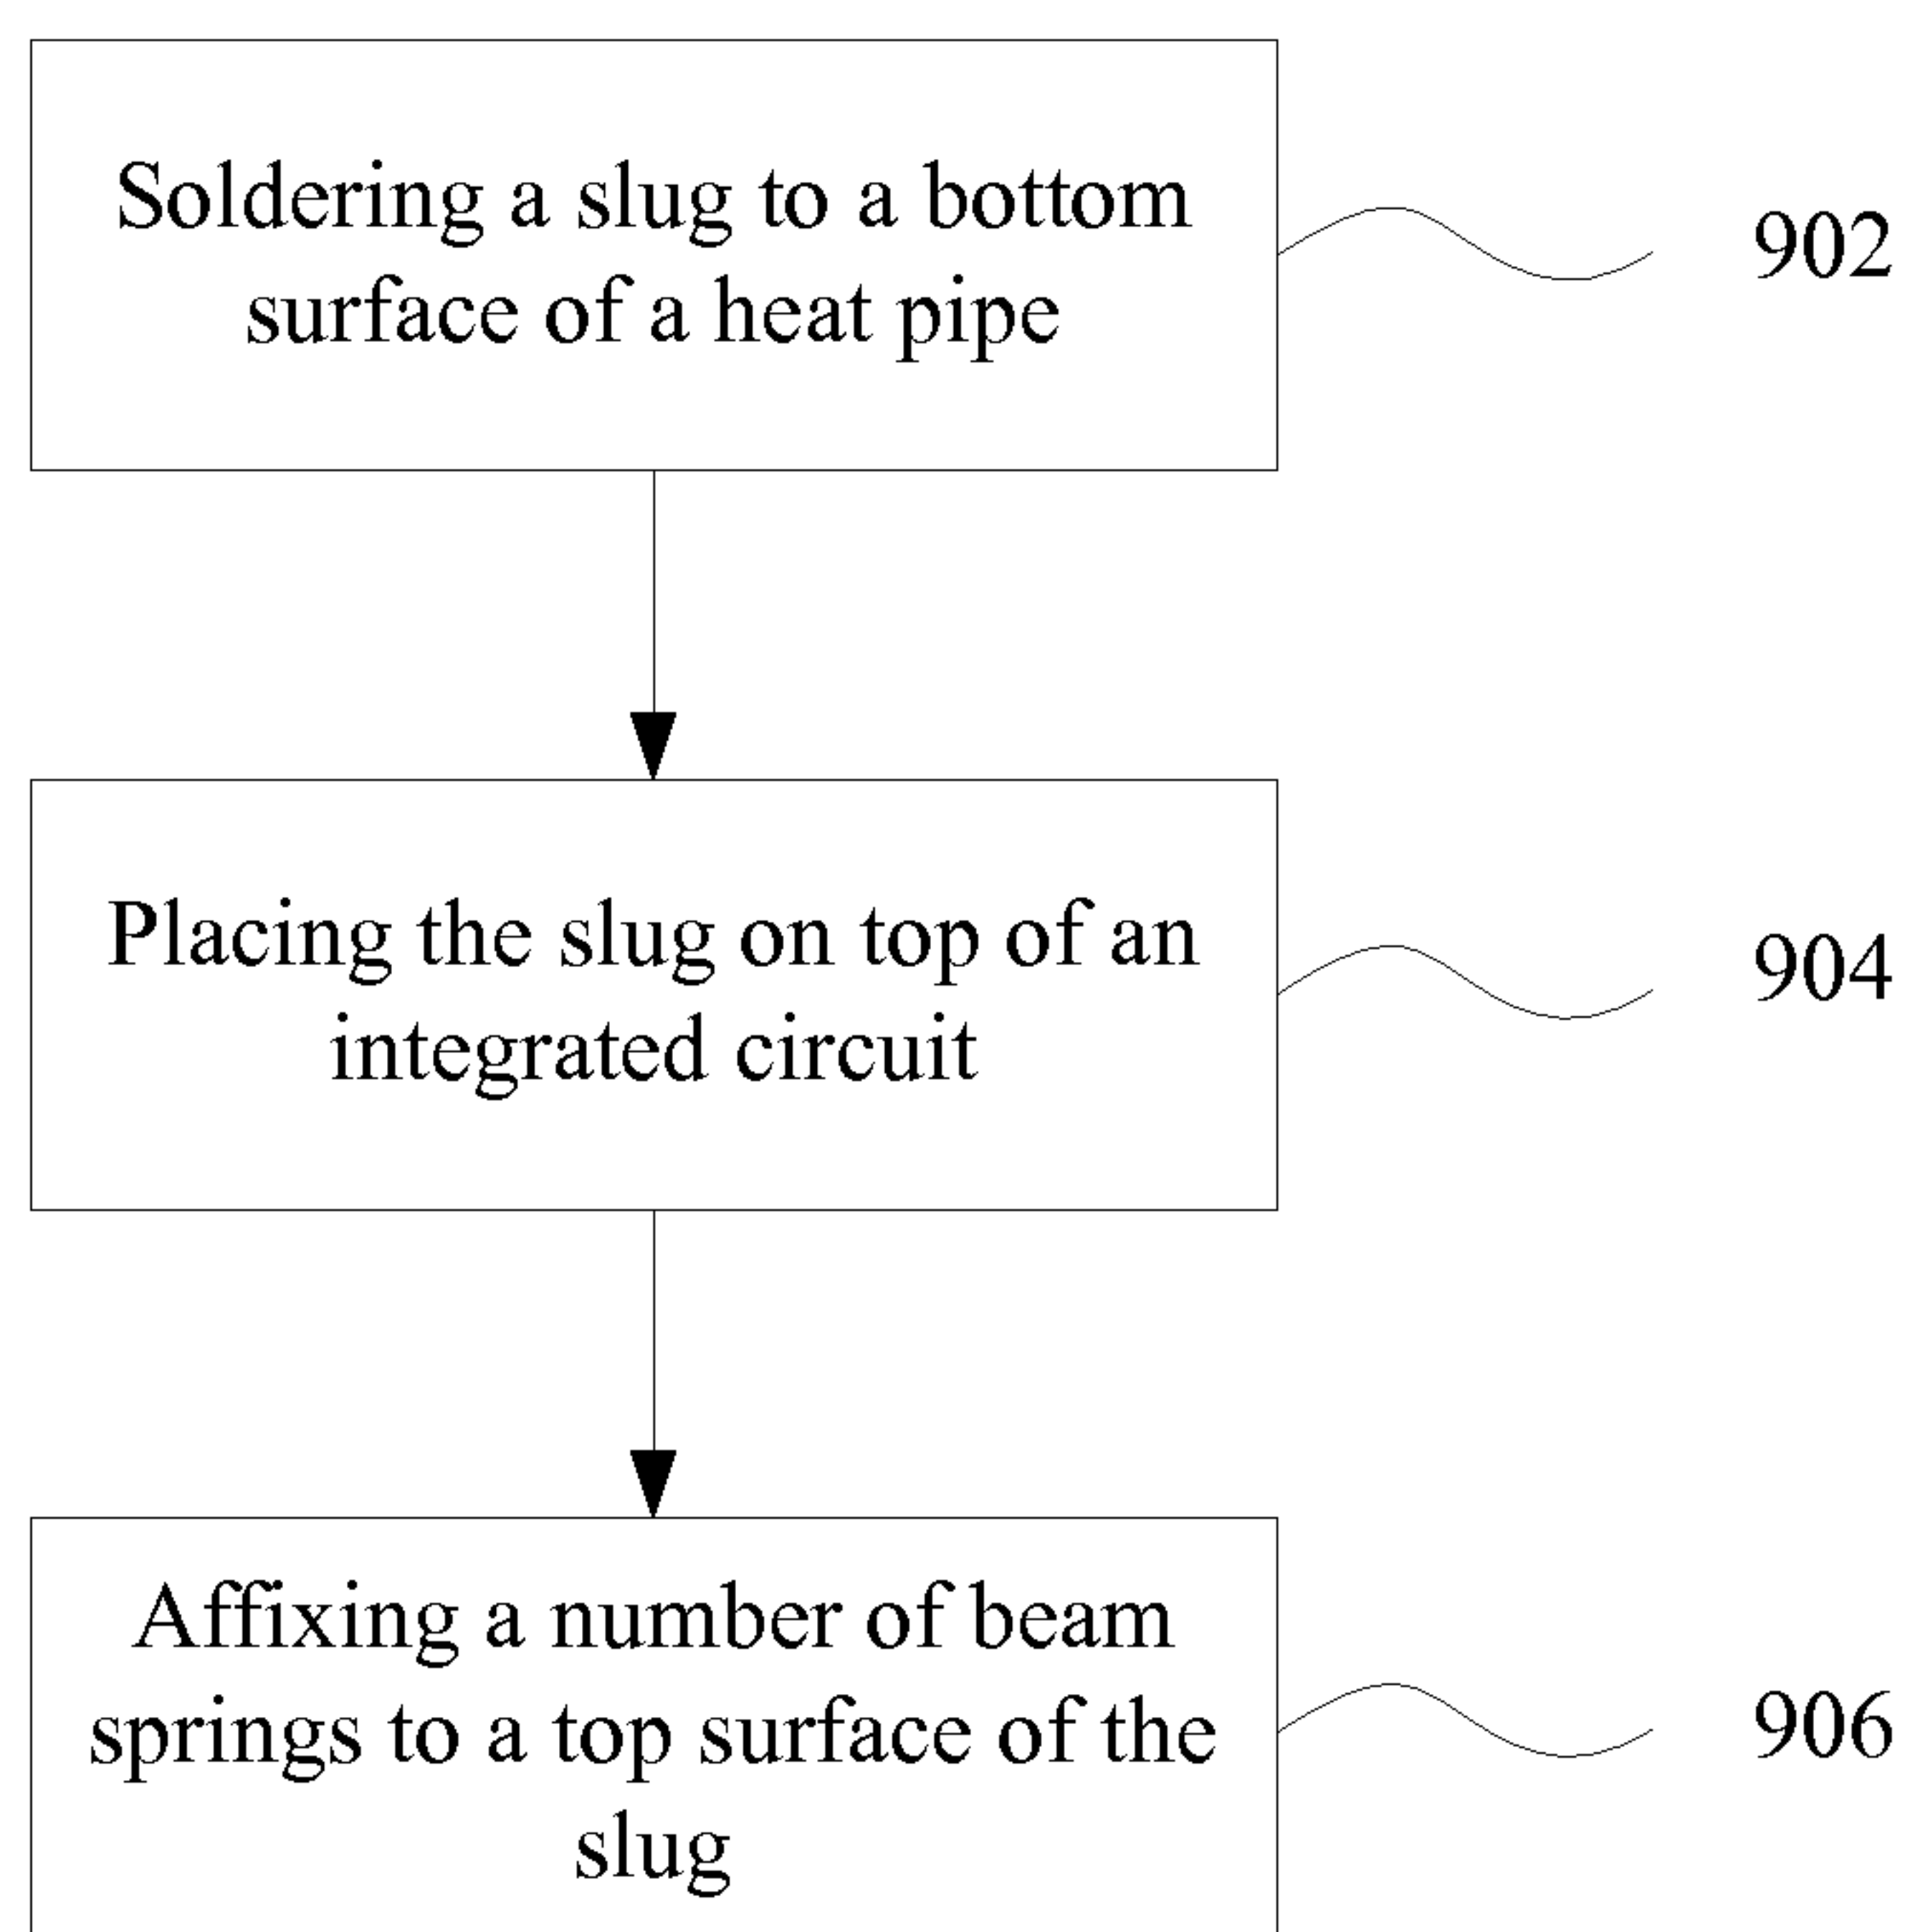 Soldering a slug to a bottom
surface of a heat pipe
902
Placing the slug on top of an
integrated circuit
904
Affixing a number of beam
springs to a top surface of the
slug
906